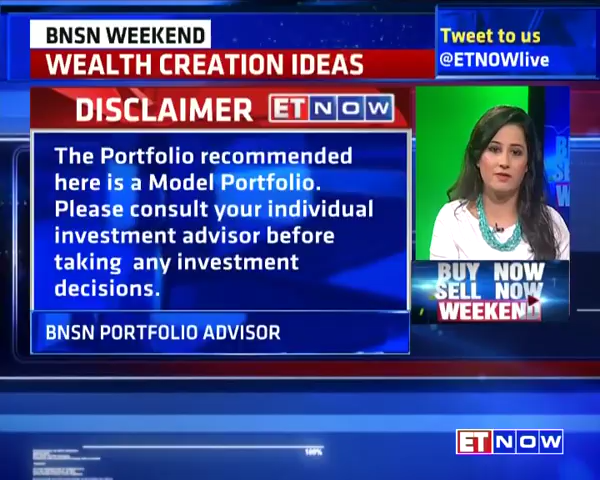 BNSN WEEKEND
WEALTH CREATION IDEAS
Tweet to us
@ETNOWlive
DISCLAIMER ET NOW
The Portfolio recommended
here is a Model Portfolio.
Please consult your individual
investment advisor before
taking any investment
decisions.
BNSN PORTFOLIO ADVISOR
BUY NOW
SELL NOW
WEEKEND
ET NOW
100%